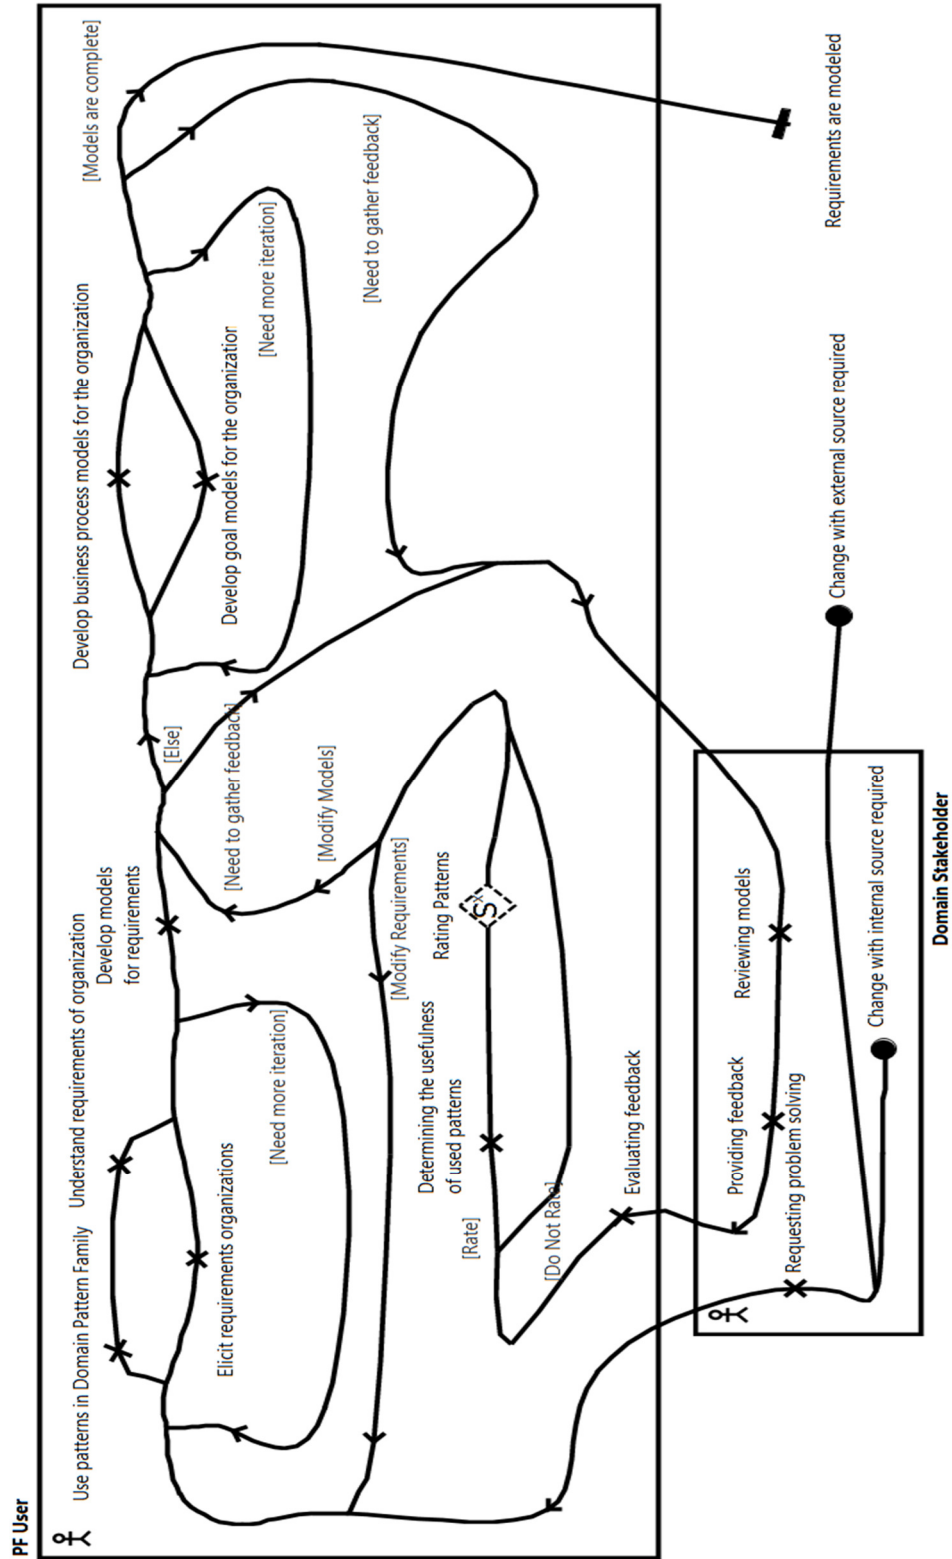 PF User
Use patterns in Domain Pattern Family
Understand requirements of organization
Develop models
for requirements
Develop business process models for the organization
[Models are complete]
Elicit requirements organizations
[Need more iteration]
[Else]
[Need to gather feedback]
[Modify Models]
Develop goal models for the organization
[Need more iteration]
[Need to gather feedback]
[Modify Requirements]
Determining the usefulness
of used patterns
Rating Patterns
S
x
[Rate]
[Do Not Rate]
Evaluating feedback
Providing feedback
Reviewing models
Requesting problem solving
Change with internal source required
Change with external source required
Requirements are modeled
Domain Stakeholder